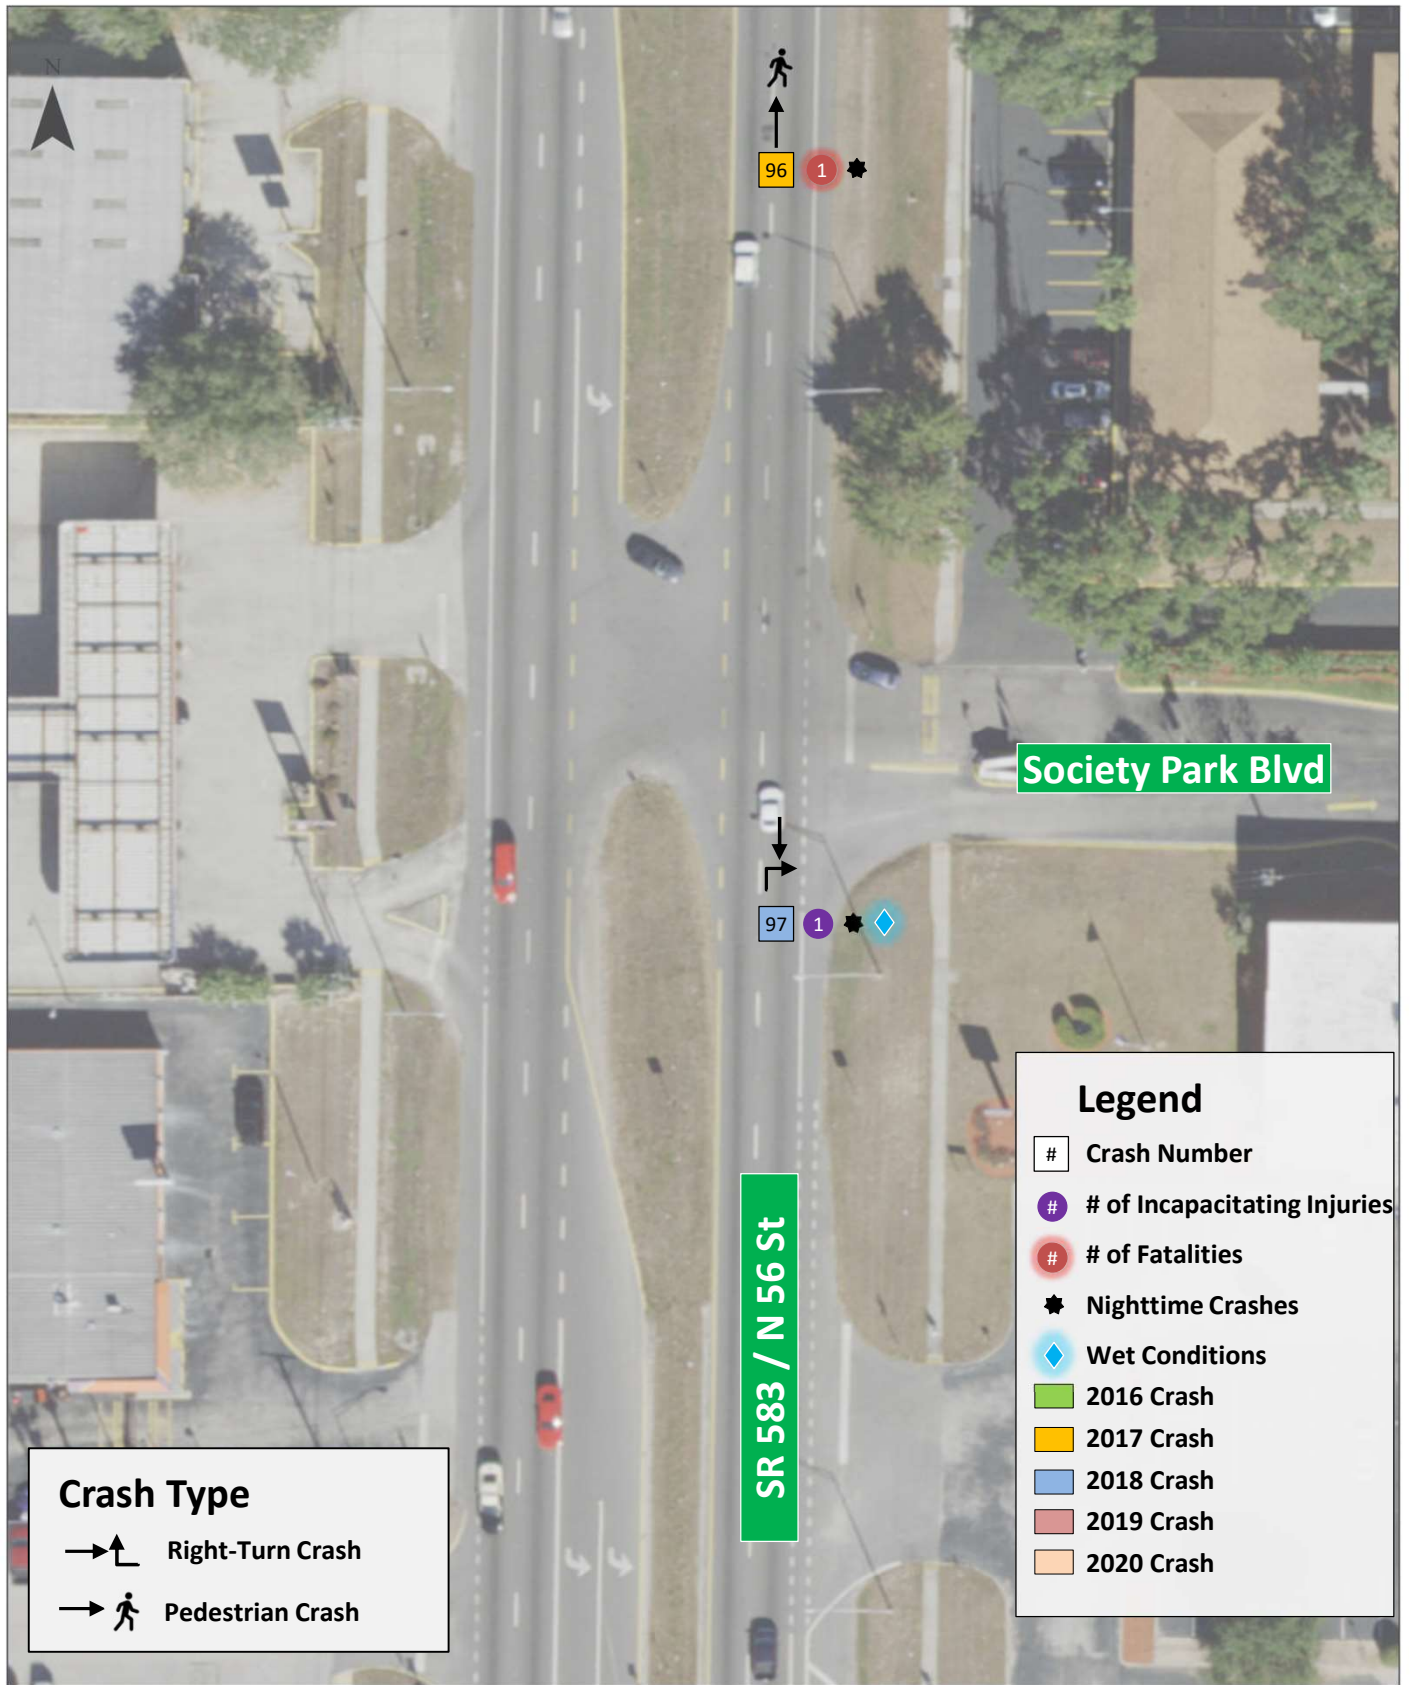 N
96 1
Society Park Blvd
97 1
SR 583 / N 56 St
Legend
# Crash Number
# # of Incapacitating Injuries
# # of Fatalities
Nighttime Crashes
Wet Conditions
2016 Crash
2017 Crash
2018 Crash
2019 Crash
2020 Crash
Crash Type
Right-Turn Crash
Pedestrian Crash